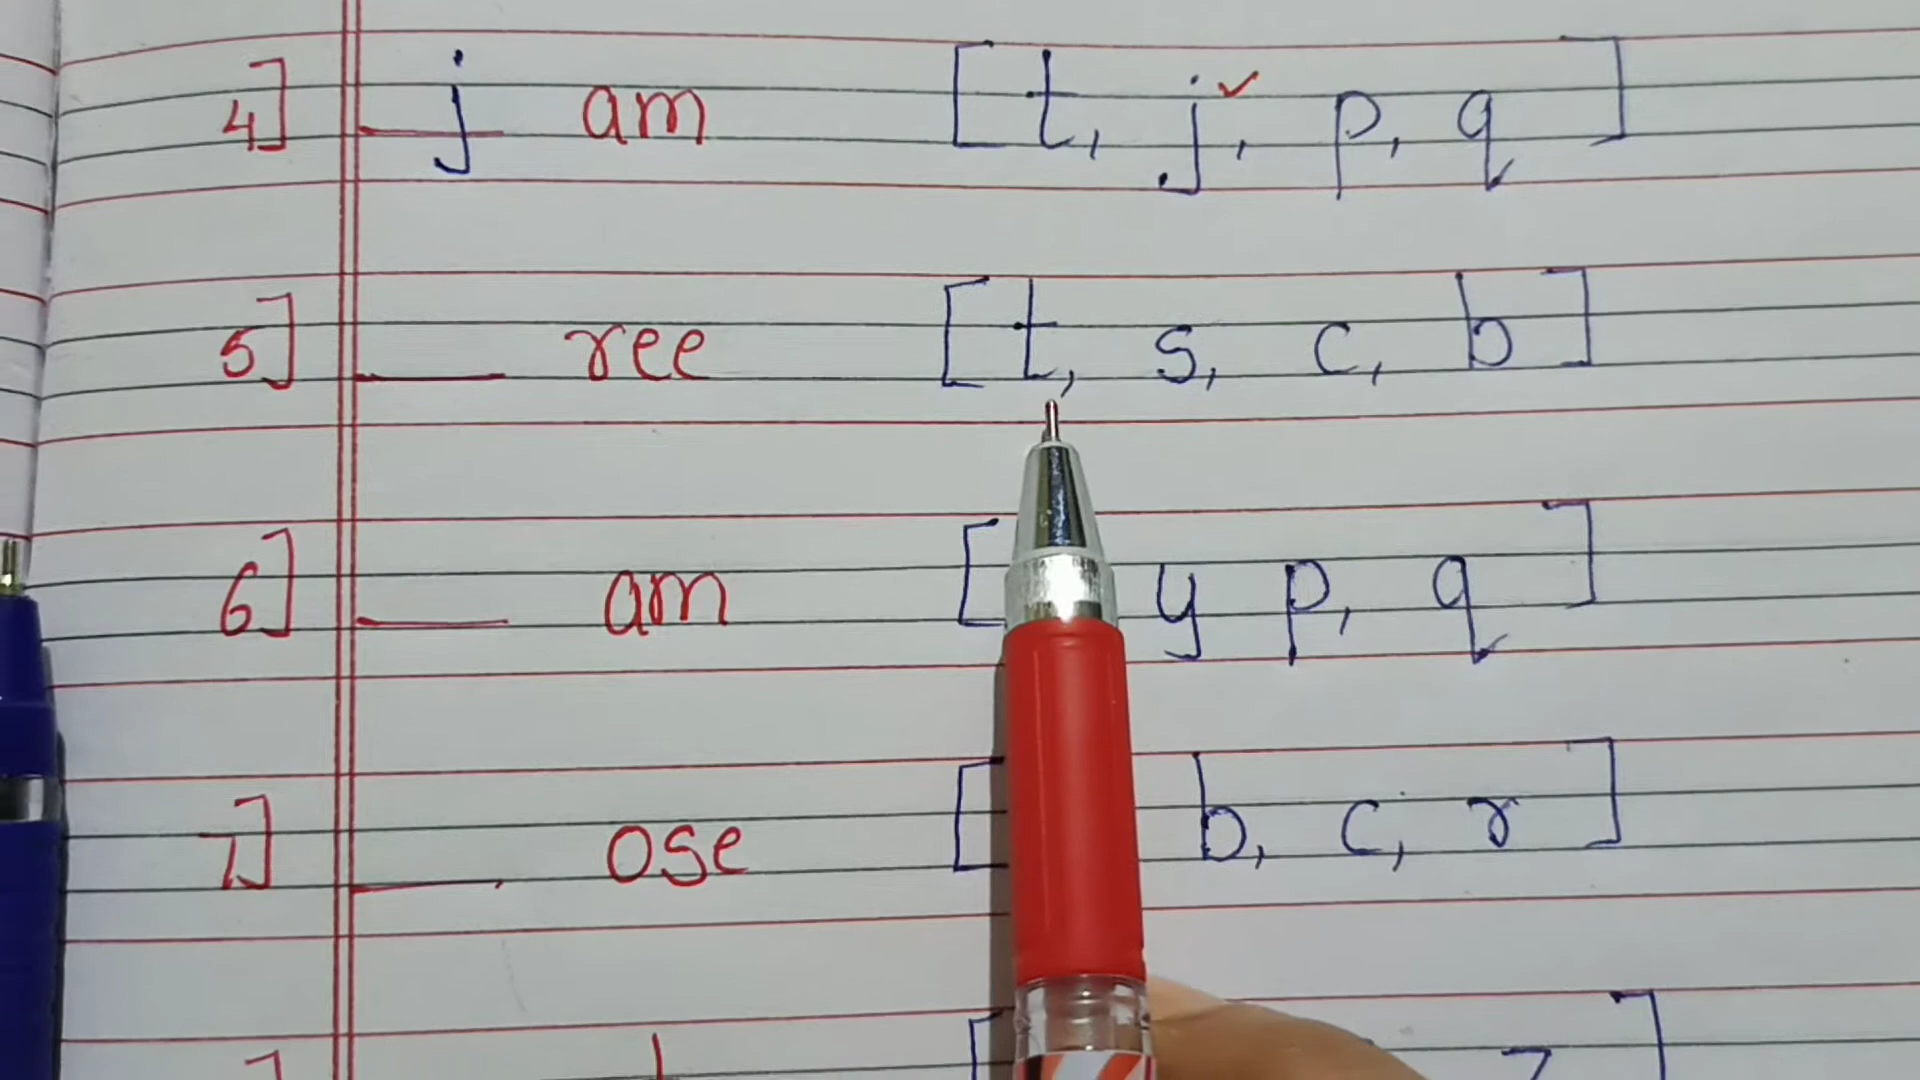 4] j am [t, j✓, p, q]
5] ___ ree [t, s, c, b]
6] ___ am [ y p, q]
7] ___ ose [ b, c, r]